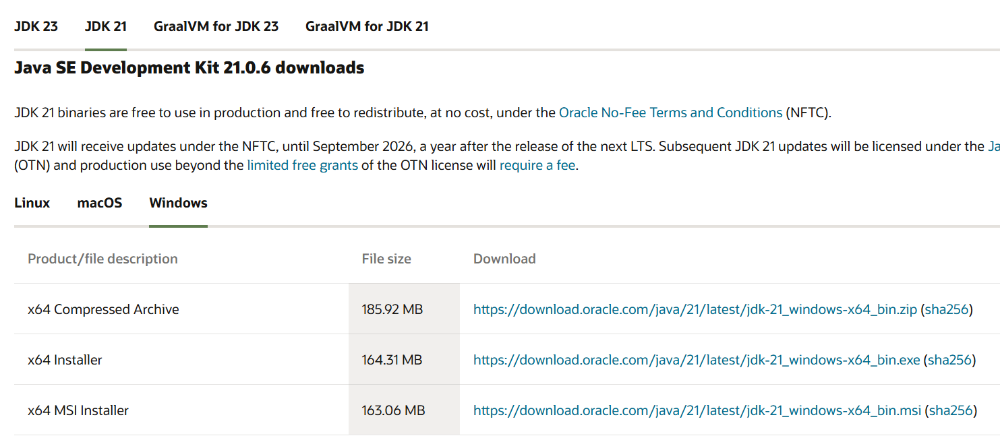 JDK 23 JDK 21 GraalVM for JDK 23 GraalVM for JDK 21
Java SE Development Kit 21.0.6 downloads
JDK 21 binaries are free to use in production and free to redistribute, at no cost, under the Oracle No-Fee Terms and Conditions (NFTC).
JDK 21 will receive updates under the NFTC, until September 2026, a year after the release of the next LTS. Subsequent JDK 21 updates will be licensed under the
(OTN) and production use beyond the limited free grants of the OTN license will require a fee.
Linux macOS Windows
Product/file description File size Download
x64 Compressed Archive 185.92 MB https://download.oracle.com/java/21/latest/jdk-21_windows-x64_bin.zip (sha256)
x64 Installer 164.31 MB https://download.oracle.com/java/21/latest/jdk-21_windows-x64_bin.exe (sha256)
x64 MSI Installer 163.06 MB https://download.oracle.com/java/21/latest/jdk-21_windows-x64_bin.msi (sha256)